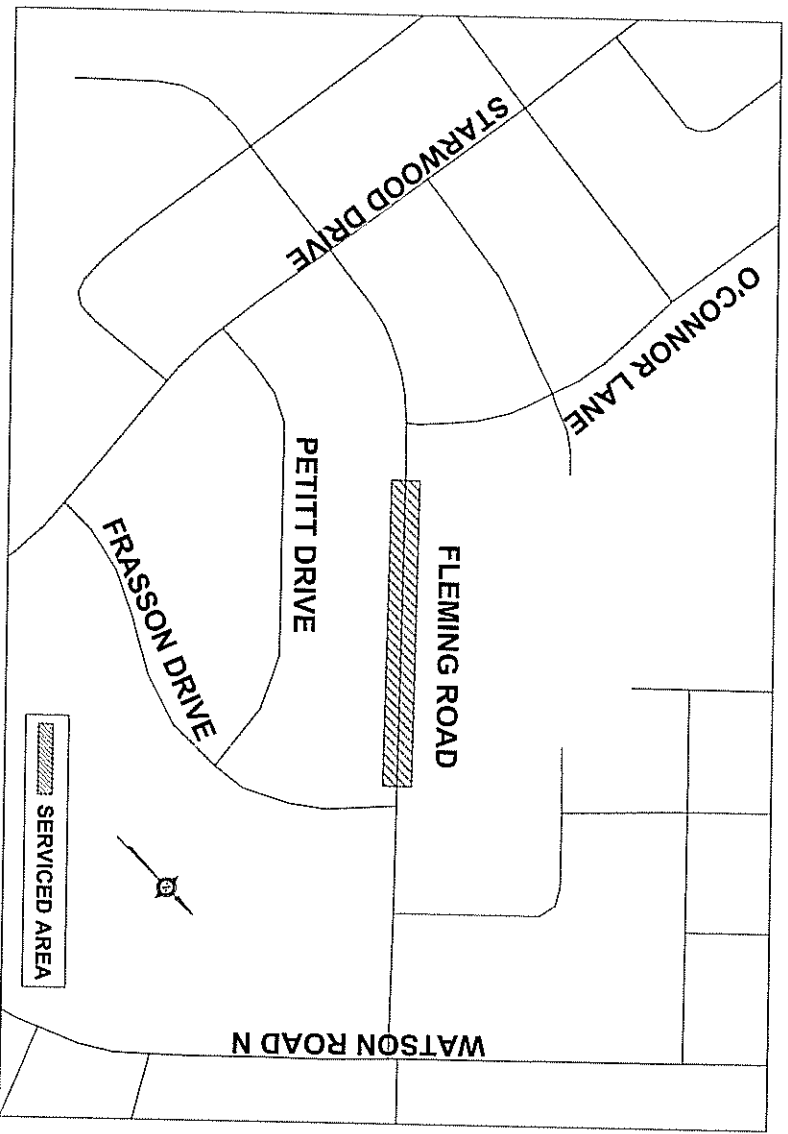 STARWOOD DRIVE
O'CONNOR LANE
PETITT DRIVE
FLEMING ROAD
FRASSON DRIVE
SERVICED AREA
WATSON ROAD N